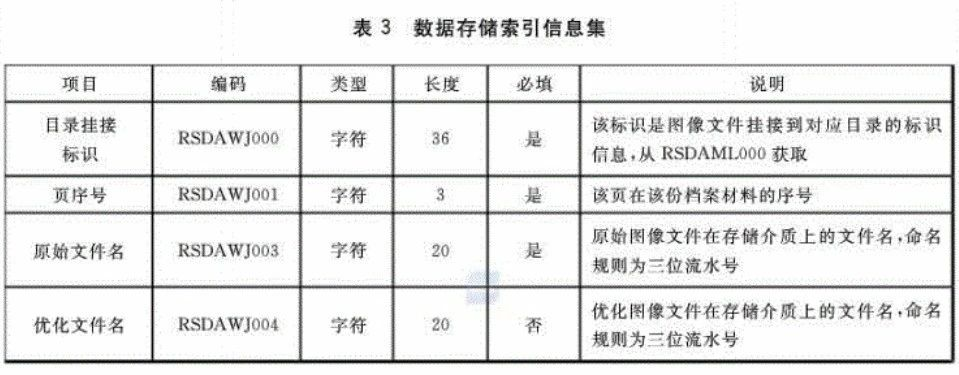 表 3 数据存储索引信息集
项目 编码 类型 长度 必填 说明
目录挂接
标识 RSDAWJ000 字符 36 是 该标识是图像文件挂接到对应目录的标识
信息,从 RSDAML000 获取
页序号 RSDAWJ001 字符 3 是 该页在该份档案材料的序号
原始文件名 RSDAWJ003 字符 20 是 原始图像文件在存储介质上的文件名,命名
规则为三位流水号
优化文件名 RSDAWJ004 字符 20 否 优化图像文件在存储介质上的文件名,命名
规则为三位流水号